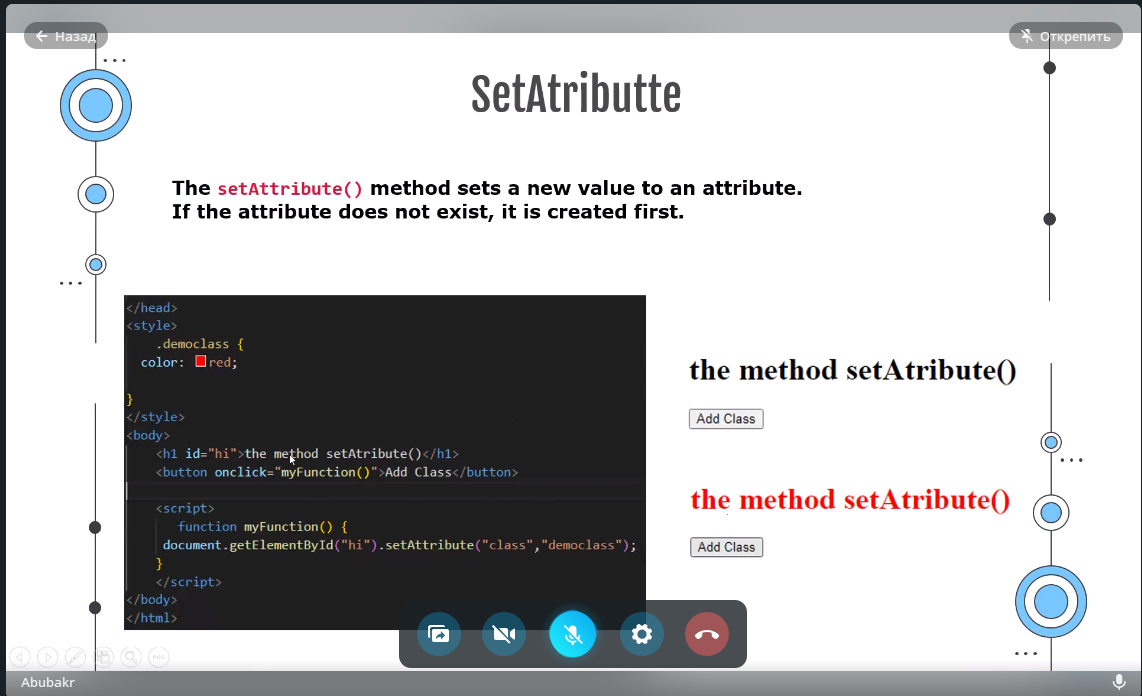 Назад
Открепить
SetAtributte
The setAttribute() method sets a new value to an attribute.
If the attribute does not exist, it is created first.
</head>
<style>
.democlass {
color: red;
}
</style>
<body>
<h1 id="hi">the method setAtribute()</h1>
<button onclick="myFunction()">Add Class</button>
<script>
function myFunction() {
document.getElementById("hi").setAttribute("class","democlass");
}
</script>
</body>
</html>
the method setAtribute()
Add Class
the method setAtribute()
Add Class
Abubakr